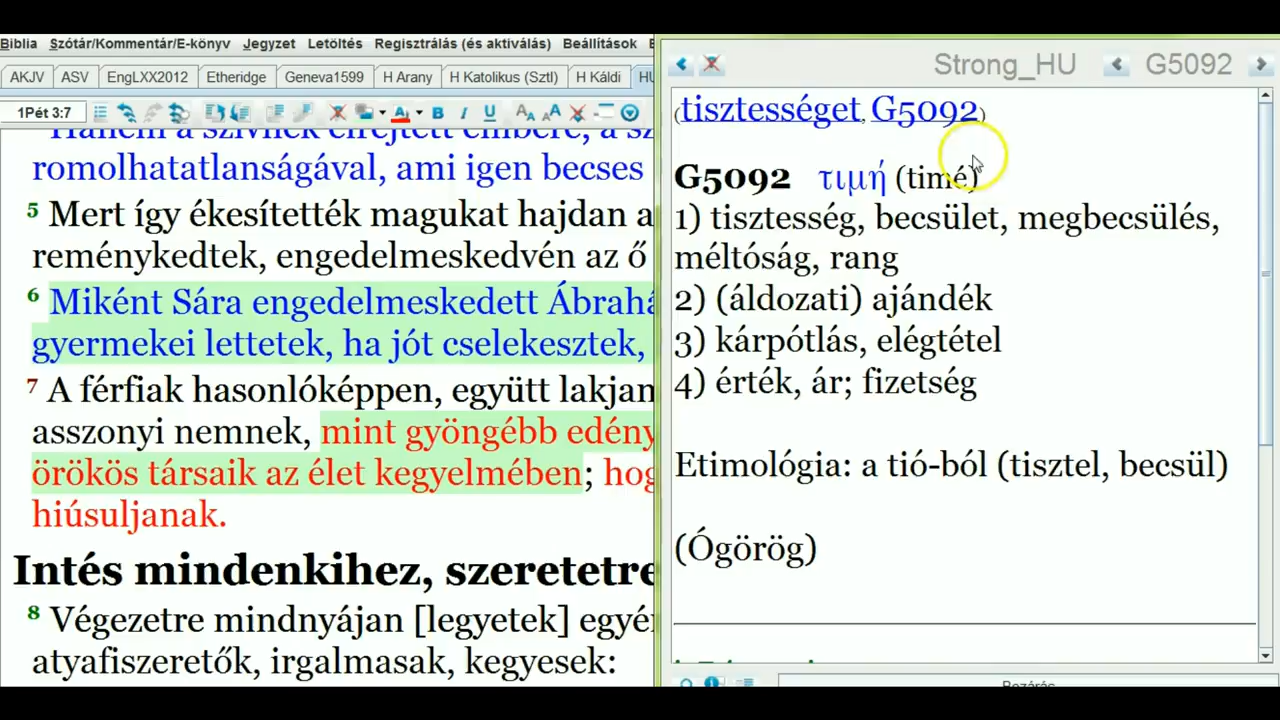 Biblia Szótár/Kommentár/E-könyv Jegyzet Letöltés Regisztrálás (és aktiválás) Beállítások
AKJV ASV EngLXX2012 Etheridge Geneva1599 H Arany H Katolikus (Sztl) H Káldi HU
1Pét 3:7
romolhatatlanságával, ami igen becses
5 Mert így ékesítették magukat hajdan a
reménykedtek, engedelmeskedvén az ő
6 Miként Sára engedelmeskedett Ábrahá
gyermekei lettetek, ha jót cselekesztek,
7 A férfiak hasonlóképpen, együtt lakjan
asszonyi nemnek, mint gyöngébb edény
örökös társaik az élet kegyelmében; hog
hiúsuljanak.
Intés mindenkihez, szeretetre
8 Végezetre mindnyájan [legyetek] egyér
atyafiszeretők, irgalmasak, kegyesek:
Strong_HU G5092
(tisztességet, G5092)
G5092 τιμή (timé)
1) tisztesség, becsület, megbecsülés,
méltóság, rang
2) (áldozati) ajándék
3) kárpótlás, elégtétel
4) érték, ár; fizetség
Etimológia: a tió-ból (tisztel, becsül)
(Ógörög)